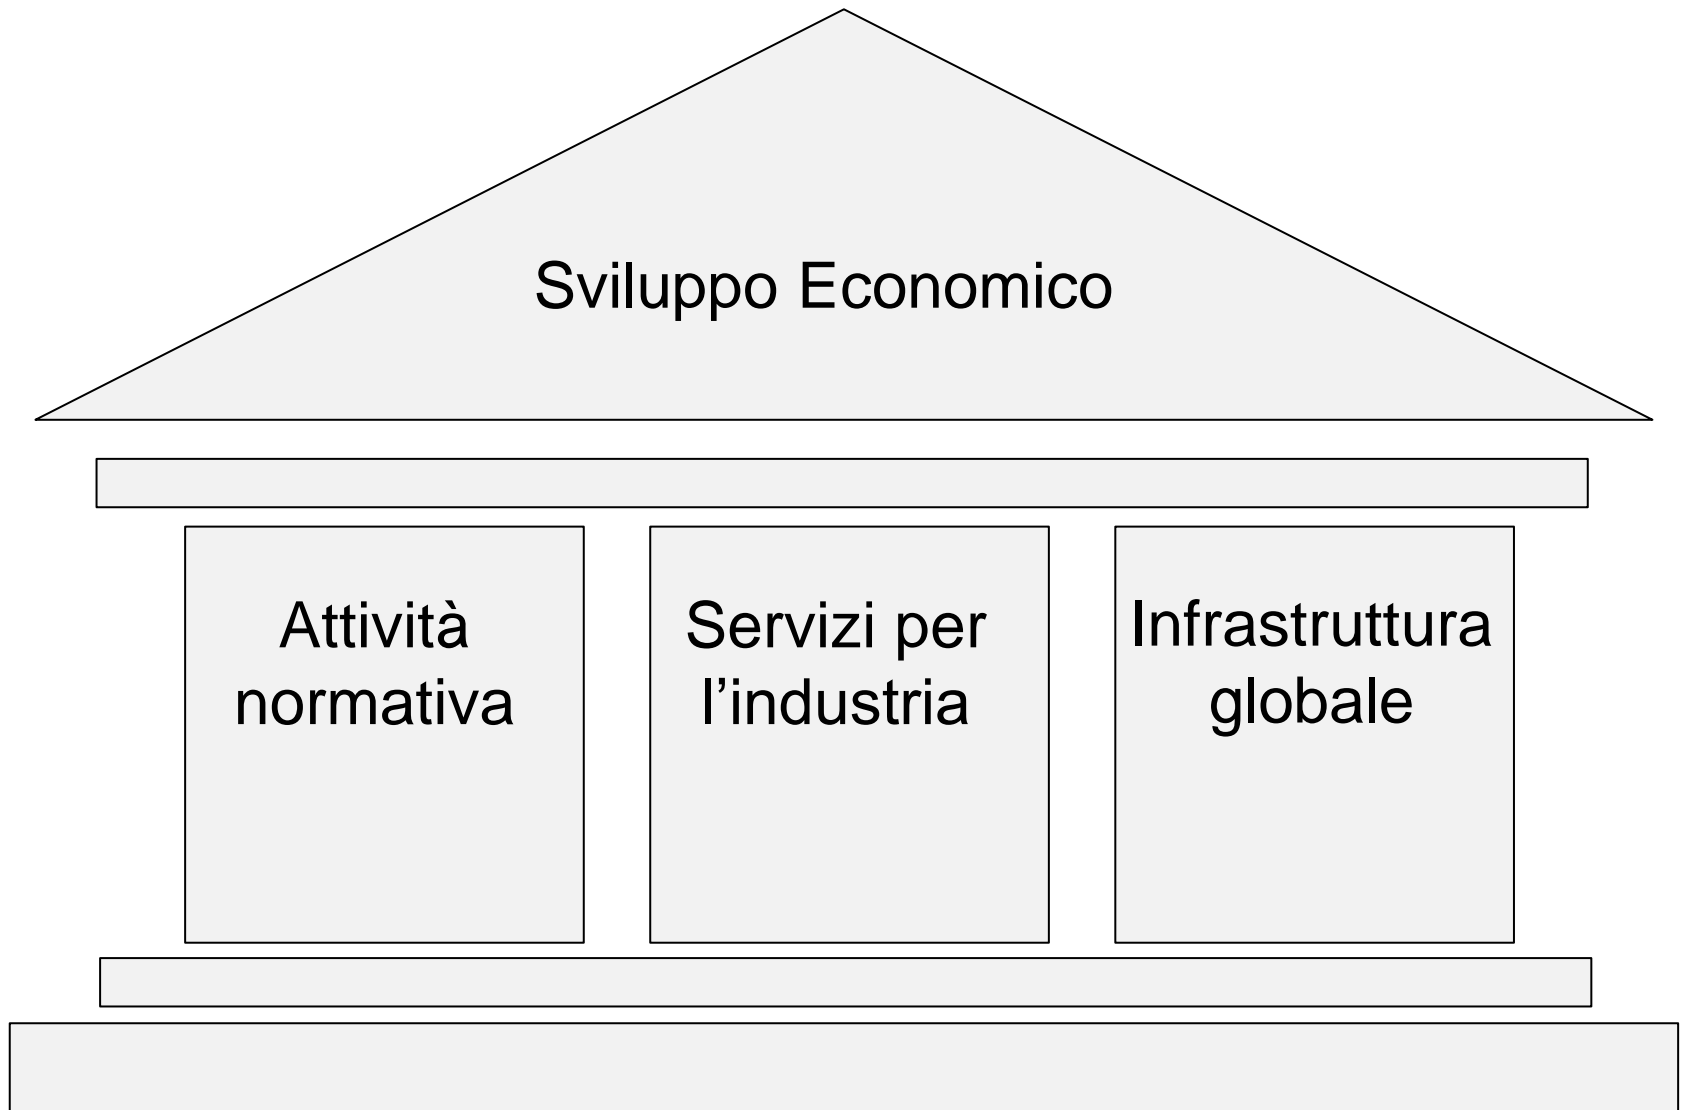 Sviluppo Economico
Attività
normativa
Servizi per
l’industria
Infrastruttura
globale